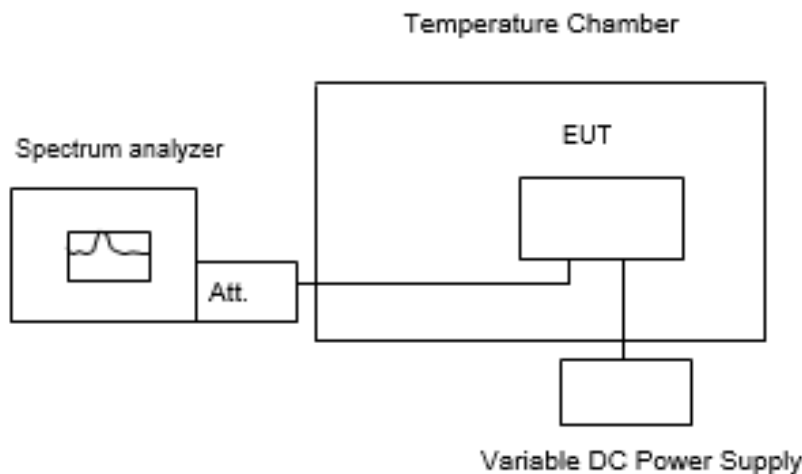 Temperature Chamber
EUT
Spectrum analyzer
Att.
Variable DC Power Supply